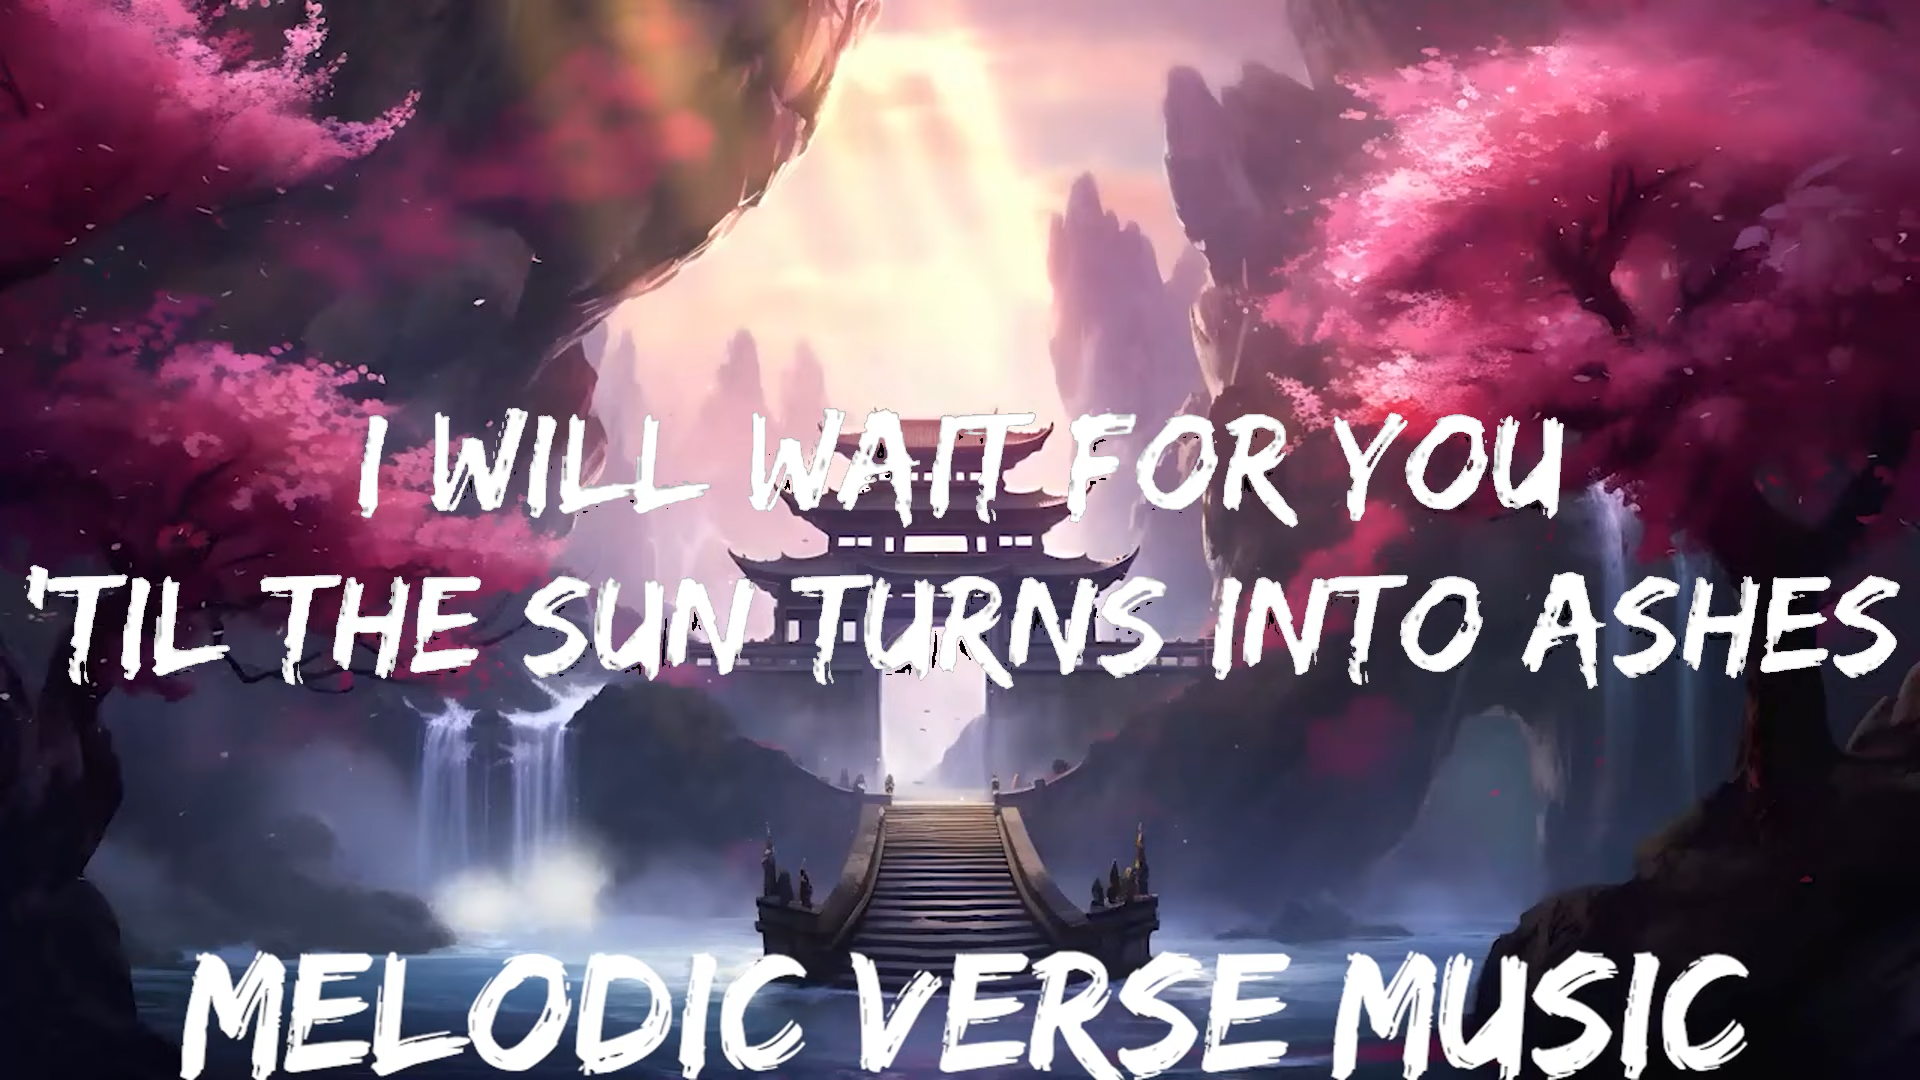 I WILL WAIT FOR YOU
'TIL THE SUN TURNS INTO ASHES
MELODIC VERSE MUSIC